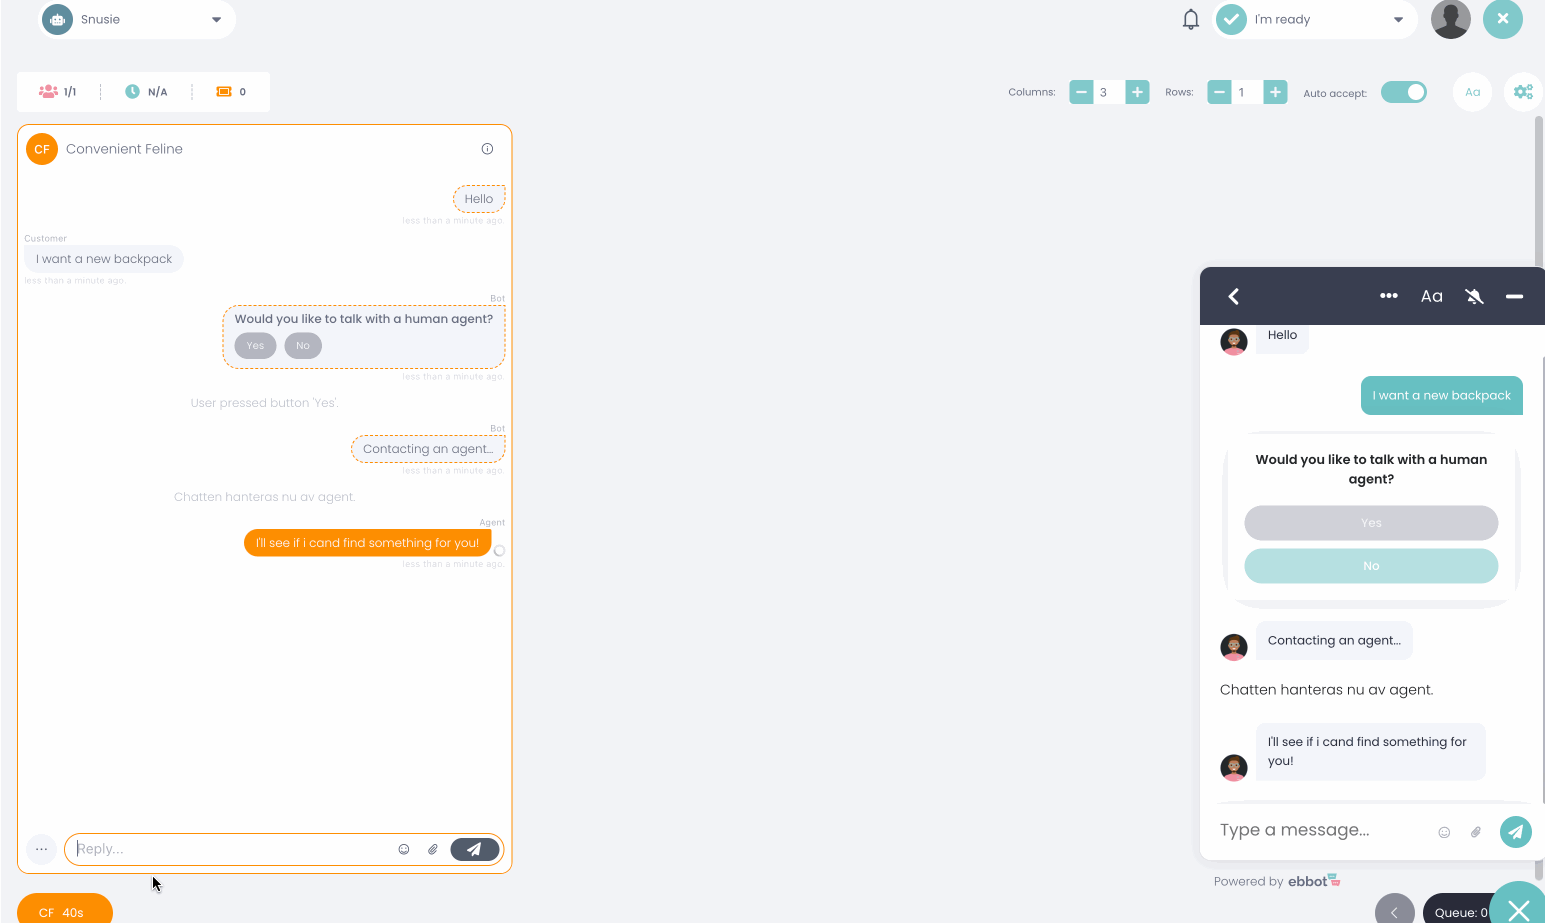 Snusie
I'm ready
1/1
N/A
0
Columns:
3
Rows:
1
Auto accept:
Aa
CF
Convenient Feline
Hello
less than a minute ago.
Customer
I want a new backpack
less than a minute ago.
Bot
Would you like to talk with a human agent?
Yes
No
less than a minute ago.
User pressed button 'Yes'.
Bot
Contacting an agent...
less than a minute ago.
Chatten hanteras nu av agent.
Agent
I'll see if i cand find something for you!
less than a minute ago.
Reply...
CF 40s
Aa
Hello
I want a new backpack
Would you like to talk with a human
agent?
Yes
No
Contacting an agent...
Chatten hanteras nu av agent.
I'll see if i cand find something for
you!
Type a message...
Powered by ebbot
Queue: 0